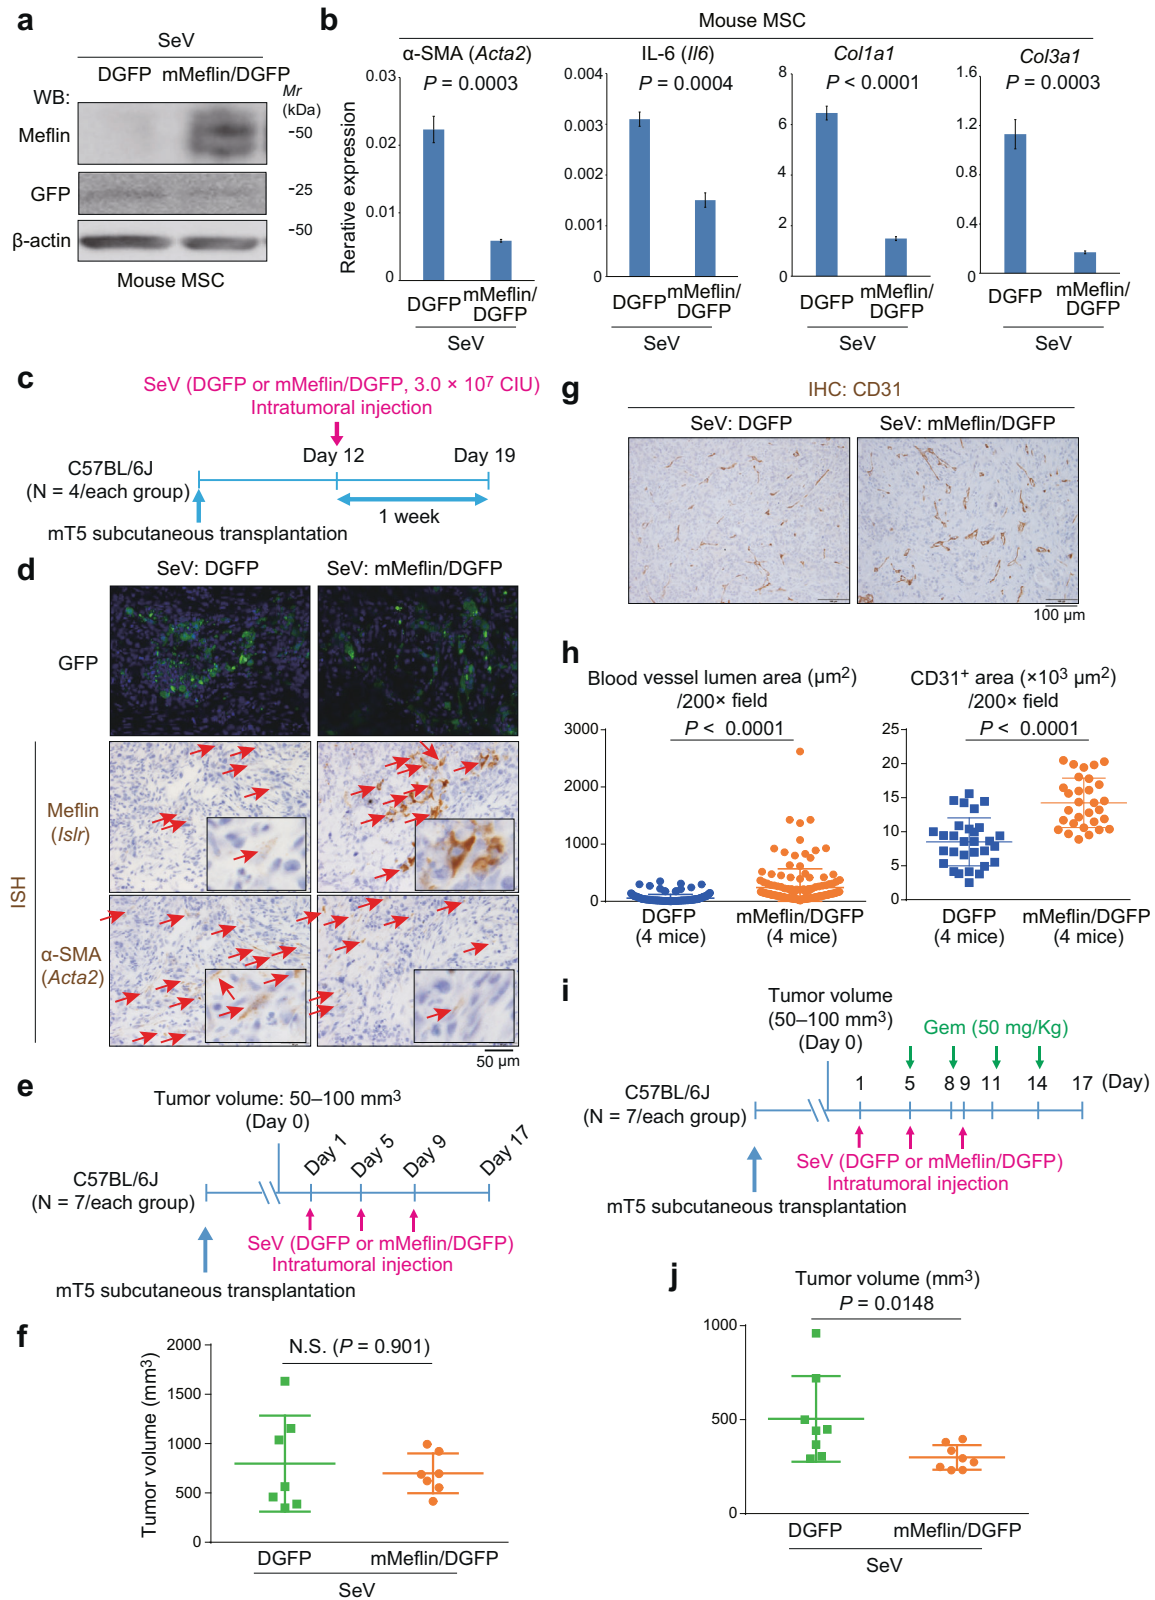 a
SeV
DGFP mMeflin/DGFP
WB:
Mr
(kDa)
Meflin
-50
GFP
-25
β-actin
-50
Mouse MSC
b
Mouse MSC
α-SMA (Acta2)
IL-6 (Il6)
Col1a1
Col3a1
Rerative expression
0.03
0.02
0.01
0
P = 0.0003
DGFP
mMeflin/
DGFP
SeV
0.004
0.003
0.002
0.001
0
P = 0.0004
DGFP
mMeflin/
DGFP
SeV
8
6
4
2
0
P < 0.0001
DGFP
mMeflin/
DGFP
SeV
1.6
1.2
0.8
0.4
0
P = 0.0003
DGFP
mMeflin/
DGFP
SeV
c
SeV (DGFP or mMeflin/DGFP, 3.0 × 10⁷ CIU)
Intratumoral injection
Day 12
Day 19
C57BL/6J
(N = 4/each group)
1 week
mT5 subcutaneous transplantation
d
SeV: DGFP
SeV: mMeflin/DGFP
GFP
ISH
Meflin
(Islr)
α-SMA
(Acta2)
50 µm
e
Tumor volume: 50–100 mm³
(Day 0)
Day 1
Day 5
Day 9
Day 17
C57BL/6J
(N = 7/each group)
SeV (DGFP or mMeflin/DGFP)
Intratumoral injection
mT5 subcutaneous transplantation
f
Tumor volume (mm³)
2000
1500
1000
500
0
N.S. (P = 0.901)
DGFP
mMeflin/DGFP
SeV
g
IHC: CD31
SeV: DGFP
SeV: mMeflin/DGFP
100 µm
h
Blood vessel lumen area (µm²)
/200× field
P < 0.0001
3000
2000
1000
0
DGFP
(4 mice)
mMeflin/DGFP
(4 mice)
CD31⁺ area (×10³ µm²)
/200× field
P < 0.0001
25
20
15
10
5
0
DGFP
(4 mice)
mMeflin/DGFP
(4 mice)
i
Tumor volume
(50–100 mm³)
(Day 0)
Gem (50 mg/Kg)
C57BL/6J
(N = 7/each group)
1 5 8 9 11 14 17 (Day)
SeV (DGFP or mMeflin/DGFP)
Intratumoral injection
mT5 subcutaneous transplantation
j
Tumor volume (mm³)
P = 0.0148
1000
500
0
DGFP
mMeflin/DGFP
SeV